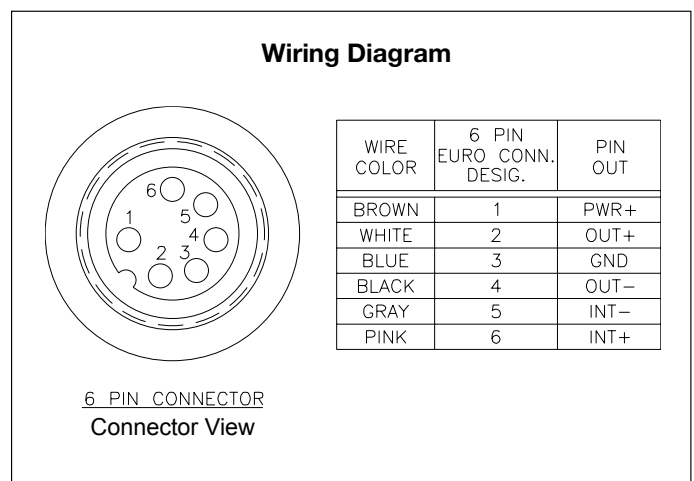 Wiring Diagram
6
5
1
4
2 3
6 PIN CONNECTOR
Connector View
WIRE COLOR | 6 PIN EURO CONN. DESIG. | PIN OUT
BROWN 1 PWR+
WHITE 2 OUT+
BLUE 3 GND
BLACK 4 OUT−
GRAY 5 INT−
PINK 6 INT+